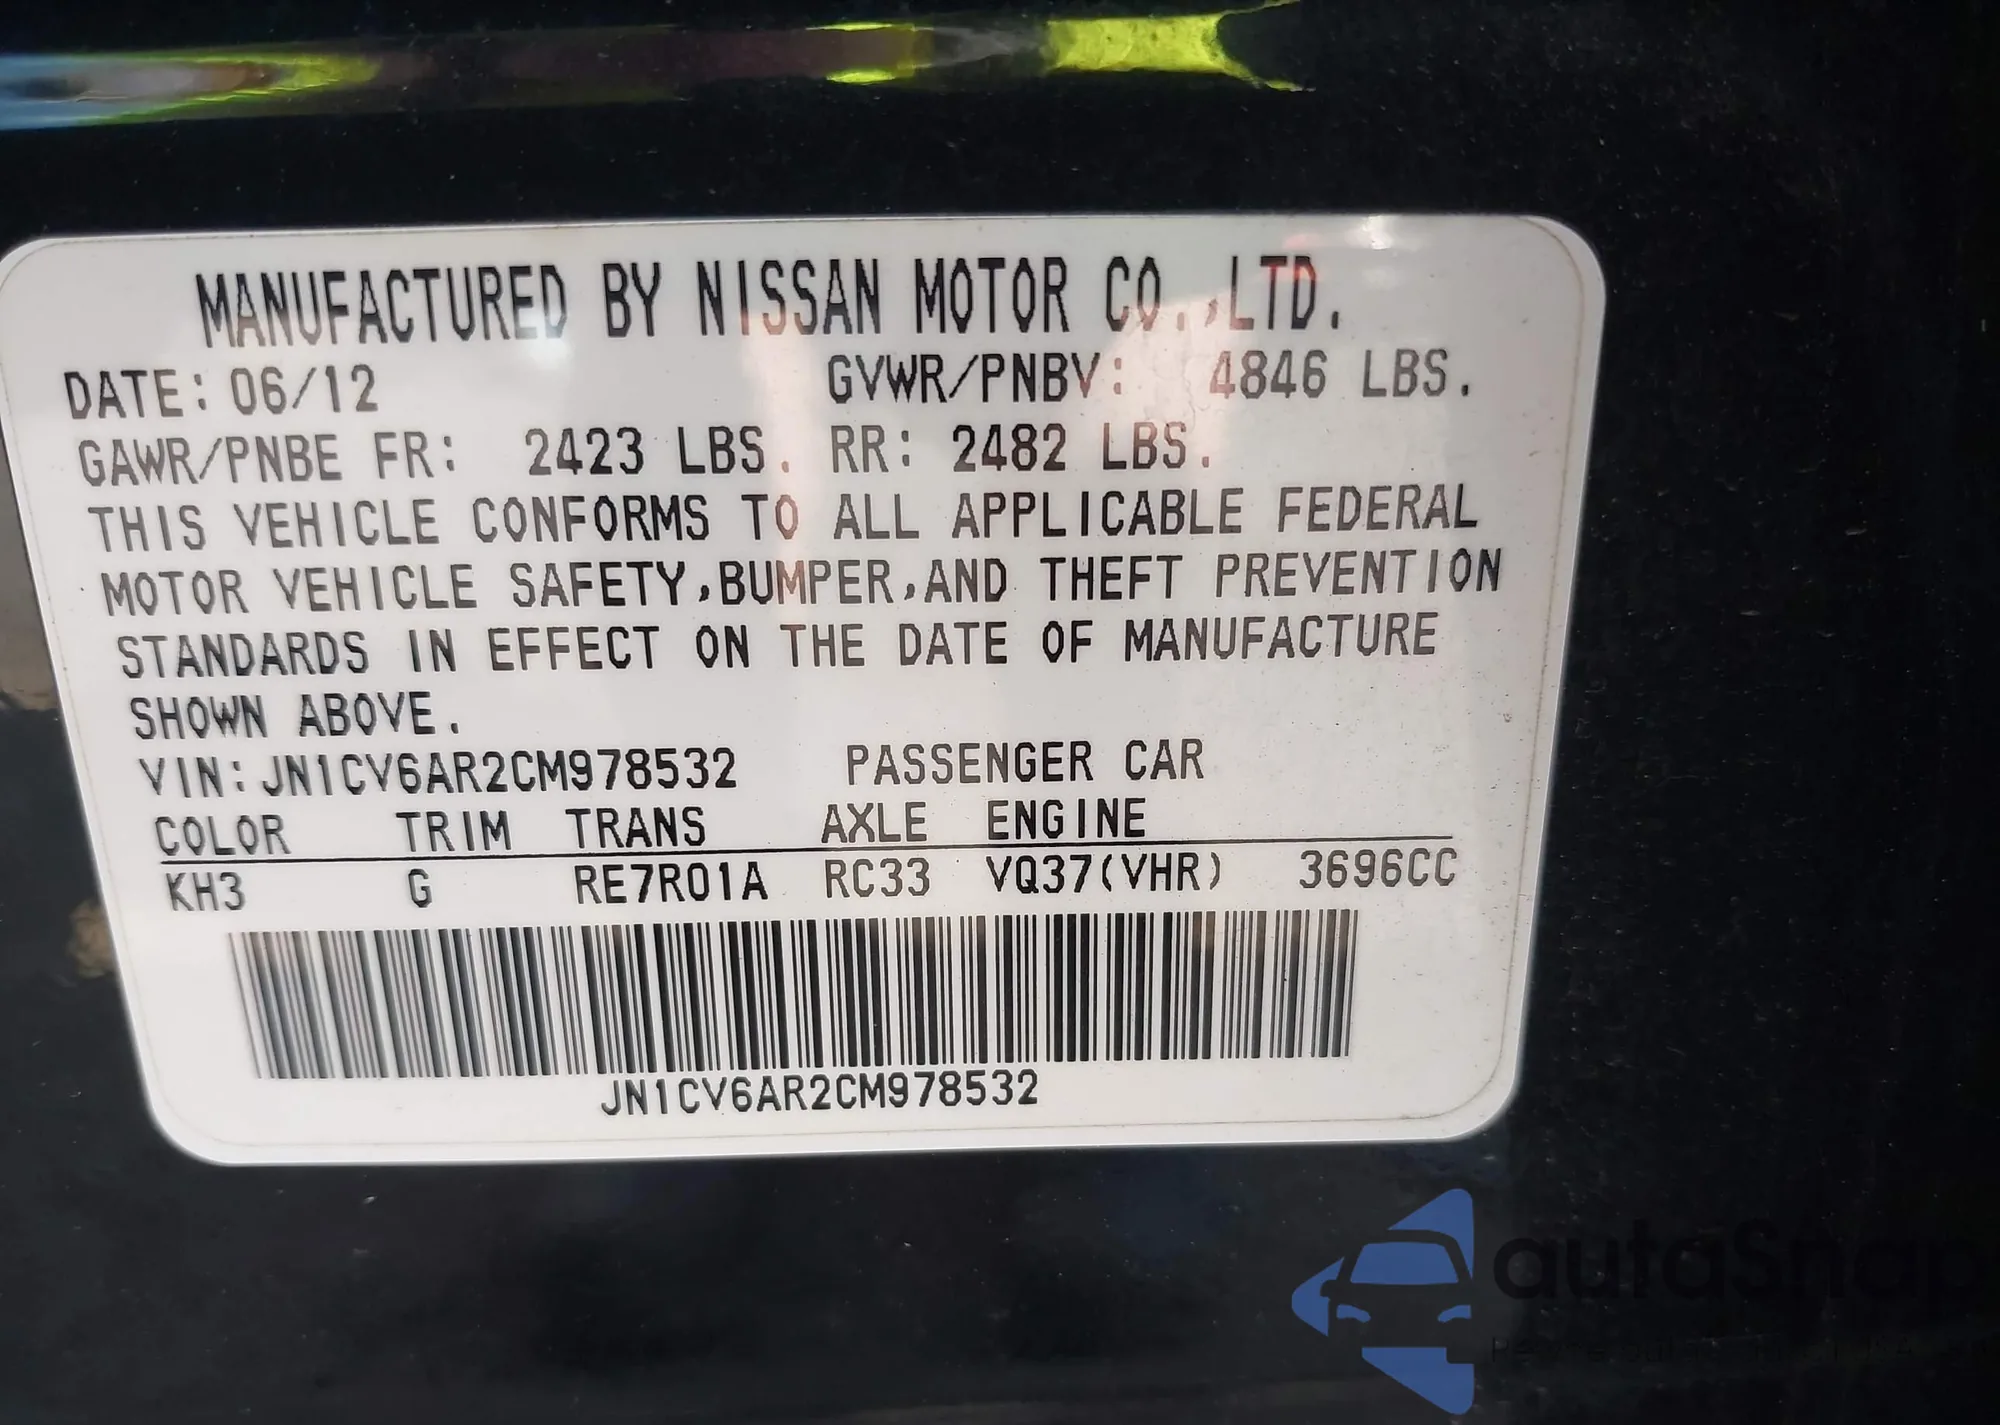 MANUFACTURED BY NISSAN MOTOR CO.,LTD.
DATE: 06/12 GVWR/PNBV: 4846 LBS.
GAWR/PNBE FR: 2423 LBS. RR: 2482 LBS.
THIS VEHICLE CONFORMS TO ALL APPLICABLE FEDERAL
MOTOR VEHICLE SAFETY,BUMPER,AND THEFT PREVENTION
STANDARDS IN EFFECT ON THE DATE OF MANUFACTURE
SHOWN ABOVE.
VIN:JN1CV6AR2CM978532 PASSENGER CAR
COLOR TRIM TRANS AXLE ENGINE
KH3 G RE7R01A RC33 VQ37(VHR) 3696CC
JN1CV6AR2CM978532
autoSnap